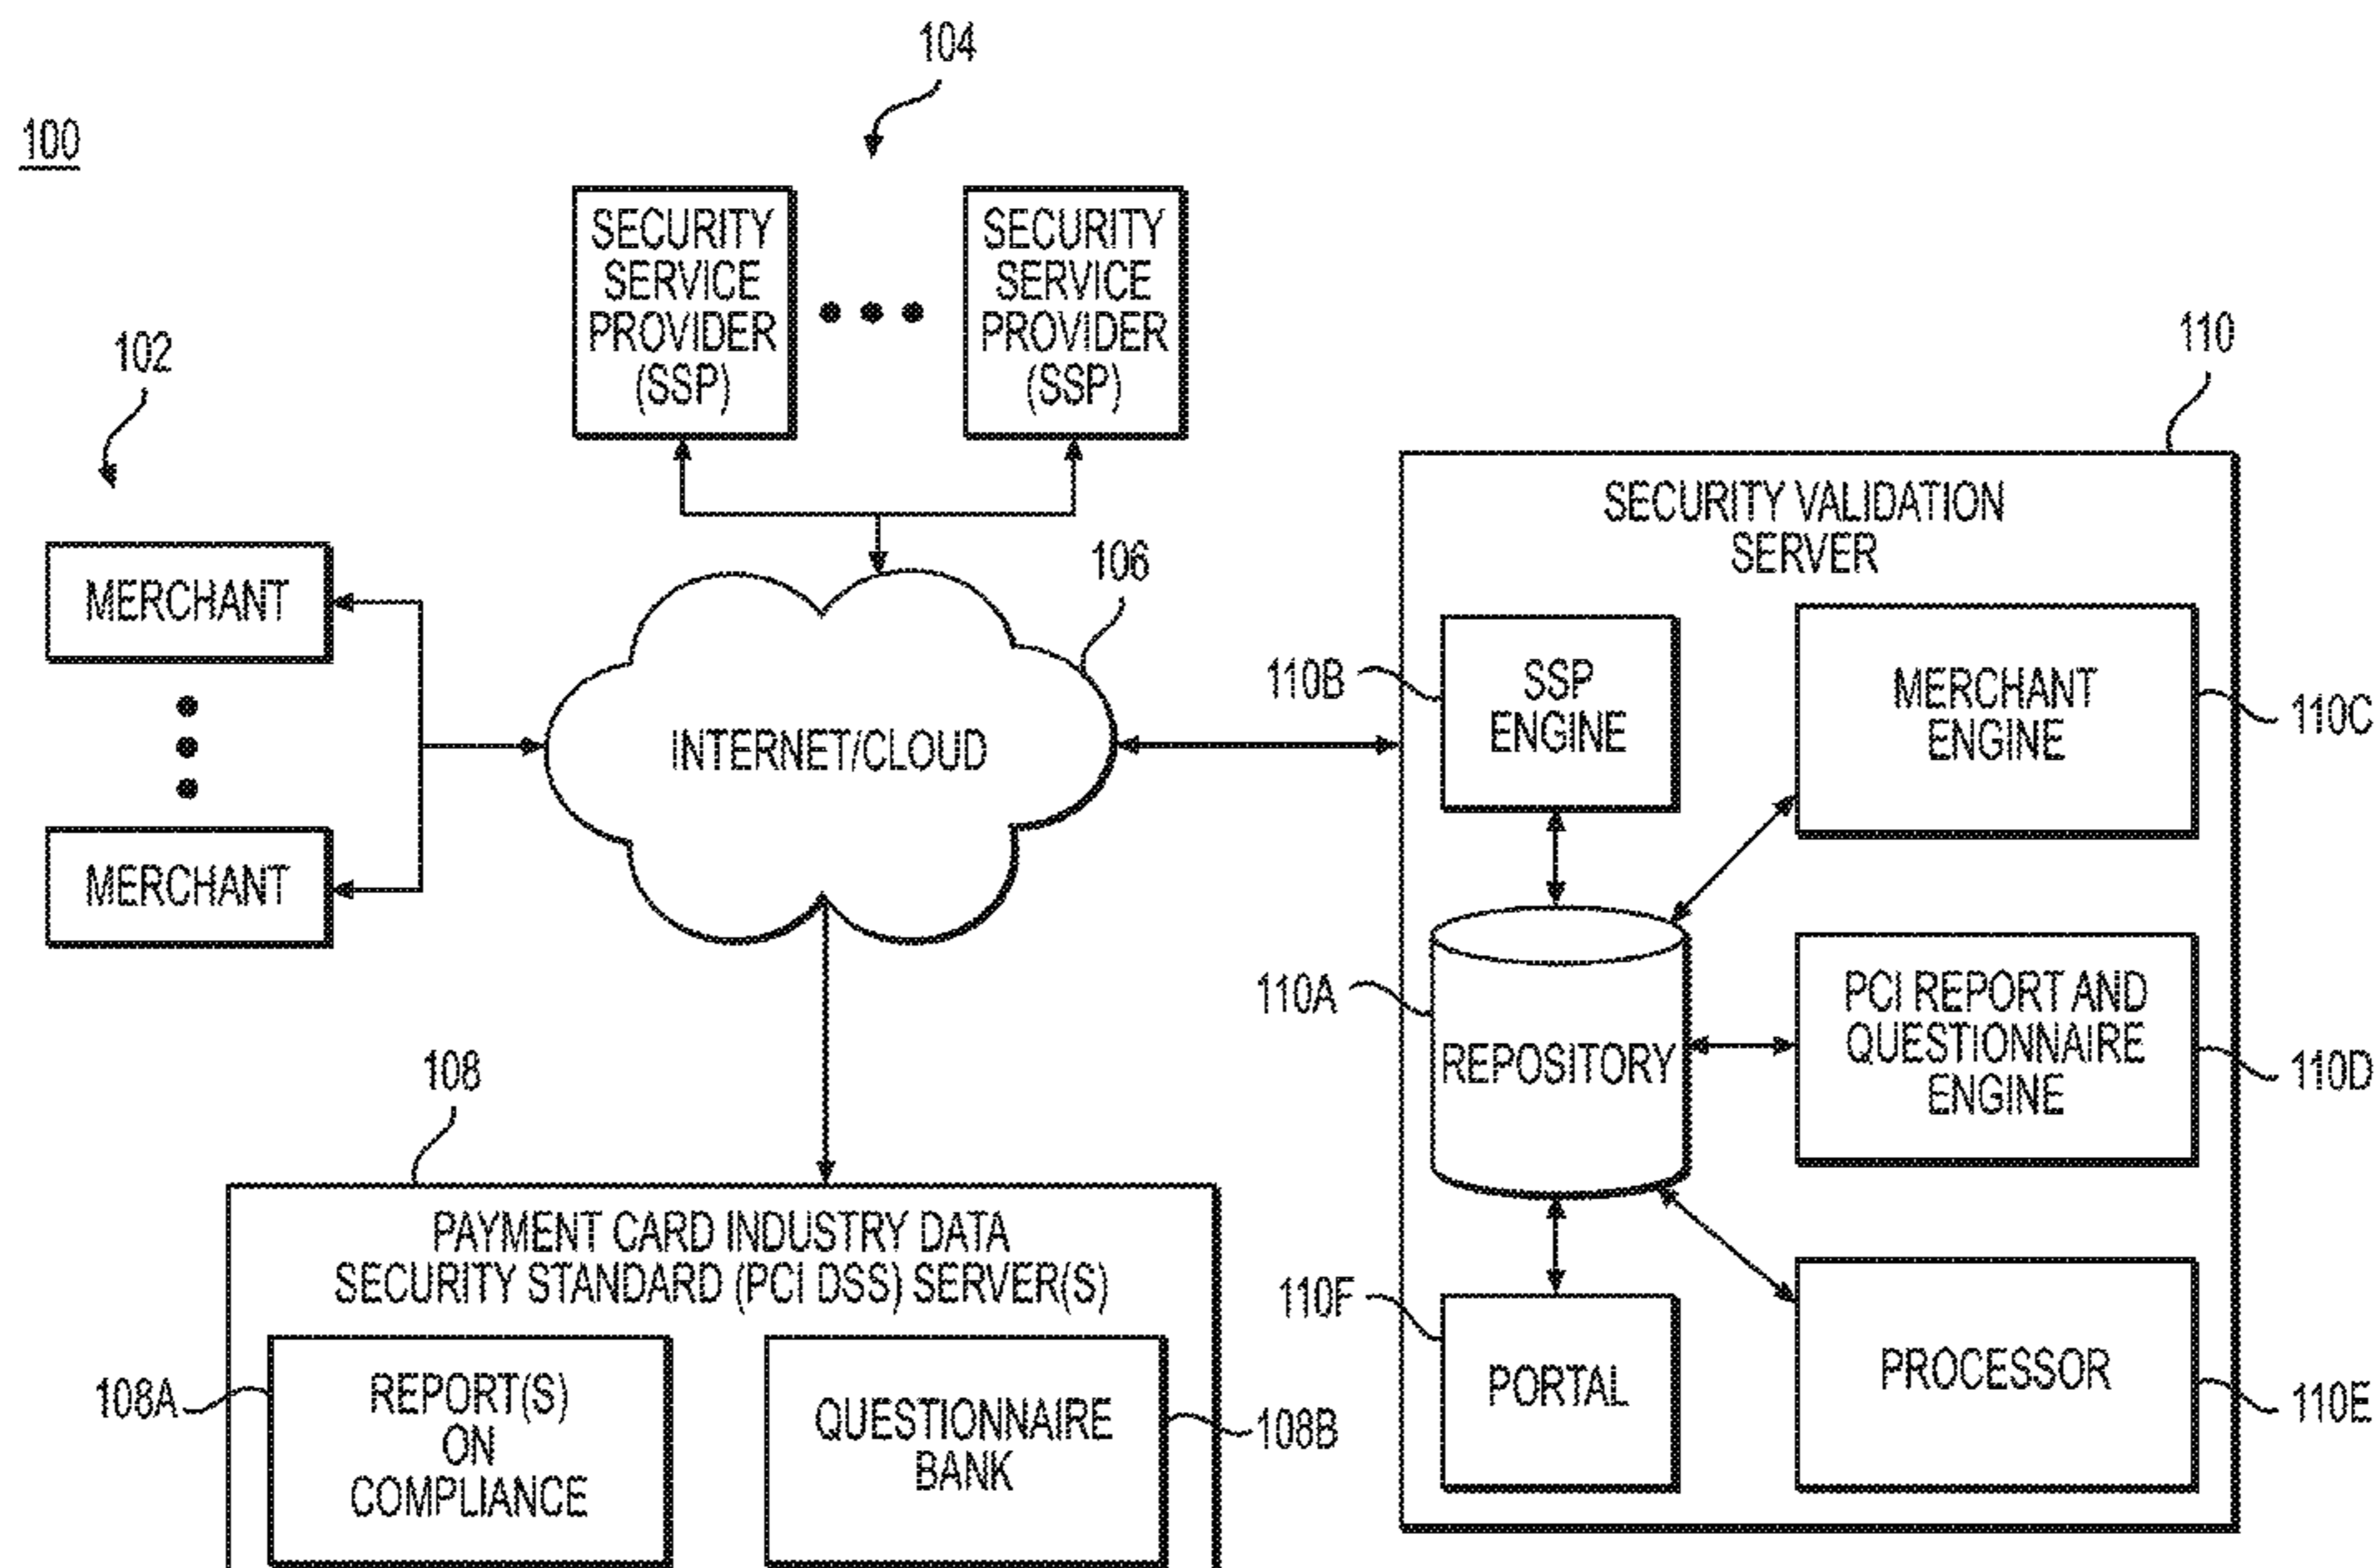 104
100
SECURITY
SERVICE
PROVIDER
(SSP)
SECURITY
SERVICE
PROVIDER
(SSP)
102
110
MERCHANT
MERCHANT
106
INTERNET/CLOUD
SECURITY VALIDATION
SERVER
110B
SSP
ENGINE
MERCHANT
ENGINE
110C
110A
REPOSITORY
PCI REPORT AND
QUESTIONNAIRE
ENGINE
110D
108
PAYMENT CARD INDUSTRY DATA
SECURITY STANDARD (PCI DSS) SERVER(S)
108A
REPORT(S)
ON
COMPLIANCE
QUESTIONNAIRE
BANK
108B
110F
PORTAL
PROCESSOR
110E